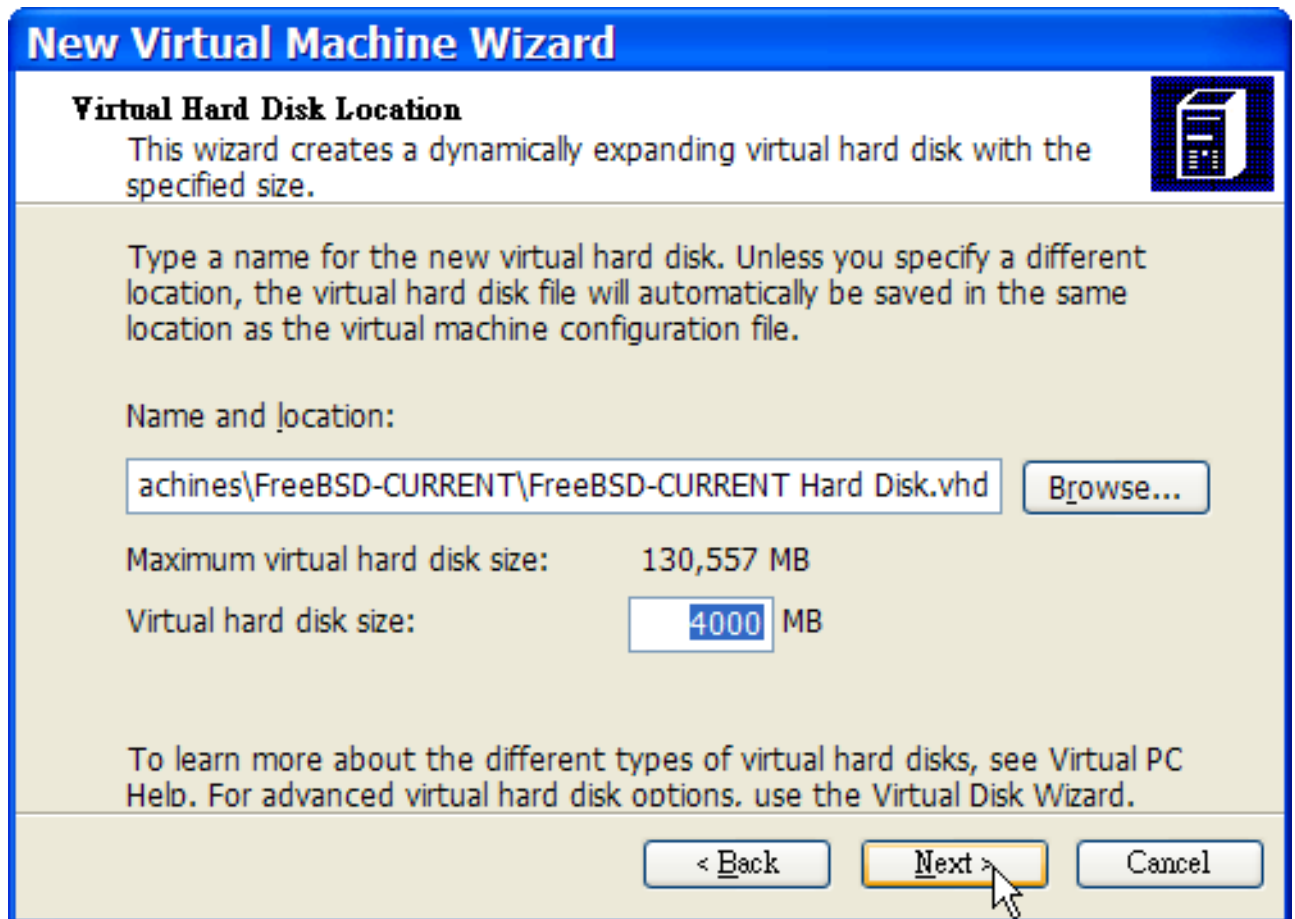 New Virtual Machine Wizard
Virtual Hard Disk Location
This wizard creates a dynamically expanding virtual hard disk with the
specified size.
Type a name for the new virtual hard disk. Unless you specify a different
location, the virtual hard disk file will automatically be saved in the same
location as the virtual machine configuration file.
Name and location:
achines\FreeBSD-CURRENT\FreeBSD-CURRENT Hard Disk.vhd Browse...
Maximum virtual hard disk size: 130,557 MB
Virtual hard disk size: 4000 MB
To learn more about the different types of virtual hard disks, see Virtual PC
Help. For advanced virtual hard disk options, use the Virtual Disk Wizard.
< Back Next > Cancel